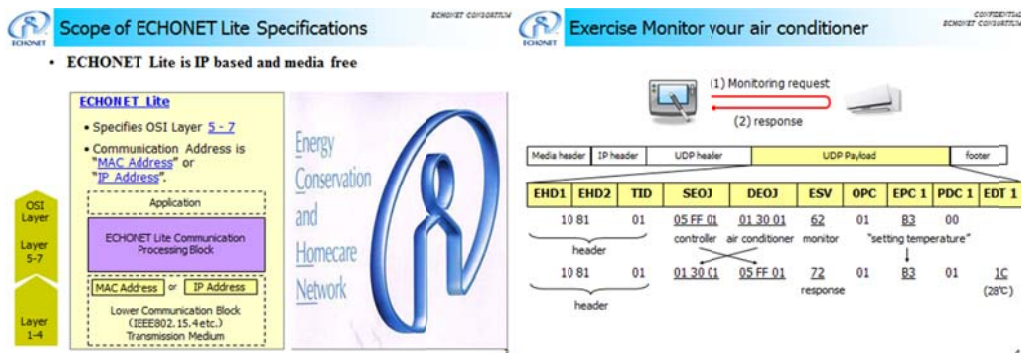 ECHONET CONSORTIUM
ECHONET
Scope of ECHONET Lite Specifications
• ECHONET Lite is IP based and media free
ECHONET Lite
• Specifies OSI Layer 5 - 7
• Communication Address is
"MAC Address" or
"IP Address".
Application
ECHONET Lite Communication
Processing Block
MAC Address or IP Address
Lower Communication Block
(IEEE802.15.4etc.)
Transmission Medium
OSI
Layer
Layer
5-7
Layer
1-4
Energy
Conservation
and
Homecare
Network
CONFIDENTIAL
ECHONET CONSORTIUM
ECHONET
Exercise Monitor your air conditioner
(1) Monitoring request
(2) response
Media header IP header UDP healer UDP Payload footer
EHD1 EHD2 TID SEOJ DEOJ ESV OPC EPC 1 PDC 1 EDT 1
10 81 01 05 FF 01 01 30 01 62 01 B3 00
header controller air conditioner monitor "setting temperature"
10 81 01 01 30 01 05 FF 01 72 01 B3 01 1C
header response (28℃)